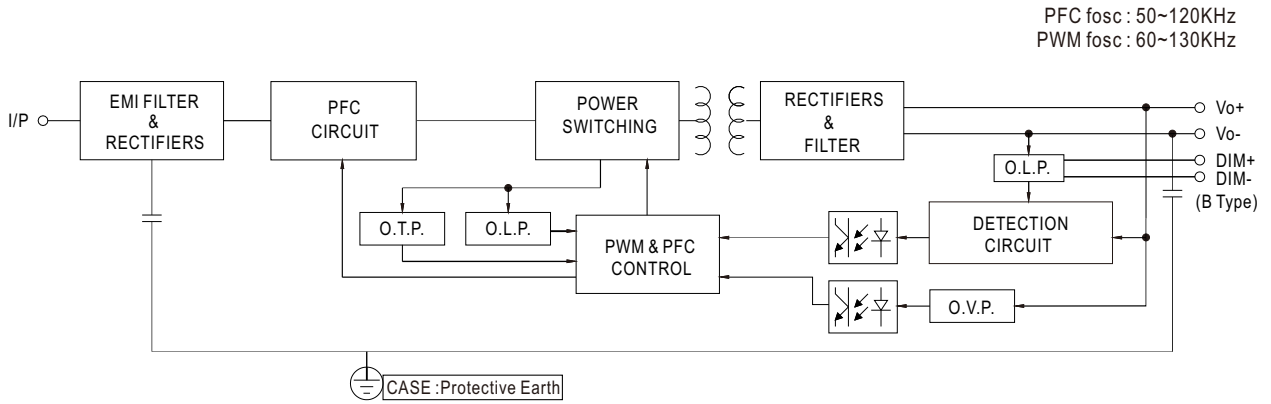 PFC fosc : 50~120KHz
PWM fosc : 60~130KHz
I/P
EMI FILTER
&
RECTIFIERS
PFC
CIRCUIT
POWER
SWITCHING
RECTIFIERS
&
FILTER
Vo+
Vo-
DIM+
DIM-
(B Type)
O.L.P.
O.T.P.
O.L.P.
PWM & PFC
CONTROL
DETECTION
CIRCUIT
O.V.P.
CASE :Protective Earth